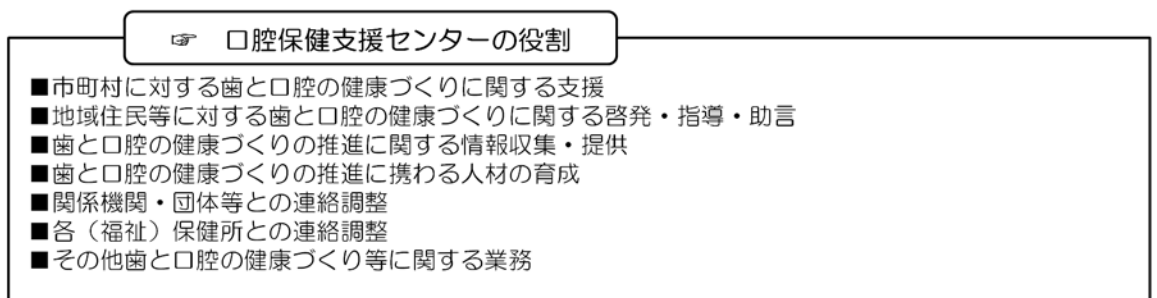 ☞ 口腔保健支援センターの役割
■市町村に対する歯と口腔の健康づくりに関する支援
■地域住民等に対する歯と口腔の健康づくりに関する啓発・指導・助言
■歯と口腔の健康づくりの推進に関する情報収集・提供
■歯と口腔の健康づくりの推進に携わる人材の育成
■関係機関・団体等との連絡調整
■各（福祉）保健所との連絡調整
■その他歯と口腔の健康づくり等に関する業務